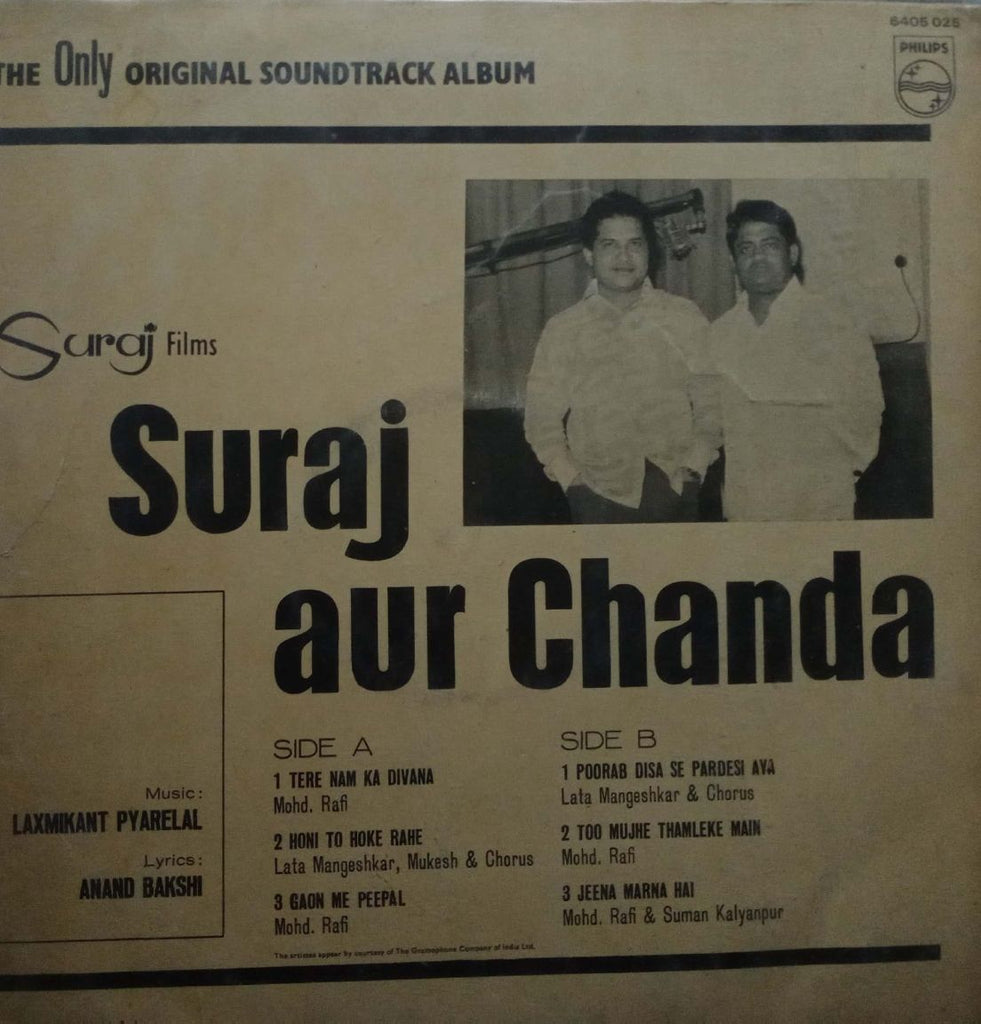 6405 025
PHILIPS
THE Only ORIGINAL SOUNDTRACK ALBUM
Suraj Films
Suraj
aur Chanda
Music:
LAXMIKANT PYARELAL
Lyrics:
ANAND BAKSHI
SIDE A
1 TERE NAM KA DIVANA
Mohd. Rafi
2 HONI TO HOKE RAHE
Lata Mangeshkar, Mukesh & Chorus
3 GAON ME PEEPAL
Mohd. Rafi
SIDE B
1 POORAB DISA SE PARDESI AYA
Lata Mangeshkar & Chorus
2 TOO MUJHE THAMLEKE MAIN
Mohd. Rafi
3 JEENA MARNA HAI
Mohd. Rafi & Suman Kalyanpur
The artistes appear by courtesy of The Gramophone Company of India Ltd.